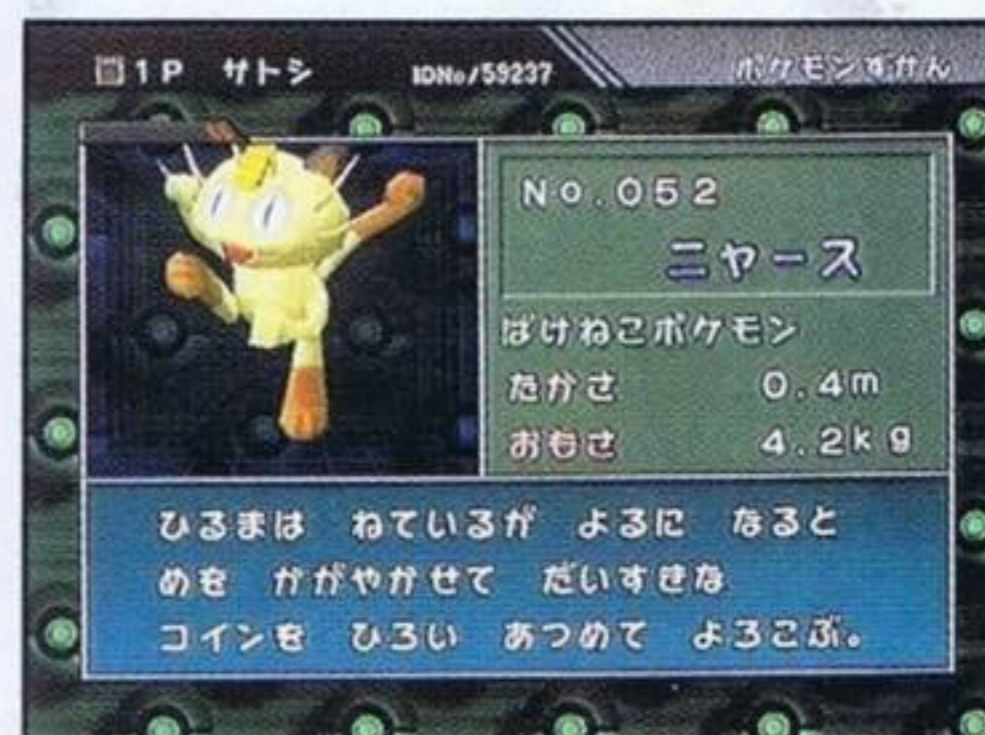 1P サトシ IDNo/59237 ポケモンずかん
No.052
ニャース
ばけねこポケモン
たかさ 0.4m
おもさ 4.2kg
ひるまは ねているが よるに なると
めを かがやかせて だいすきな
コインを ひろい あつめて よろこぶ。